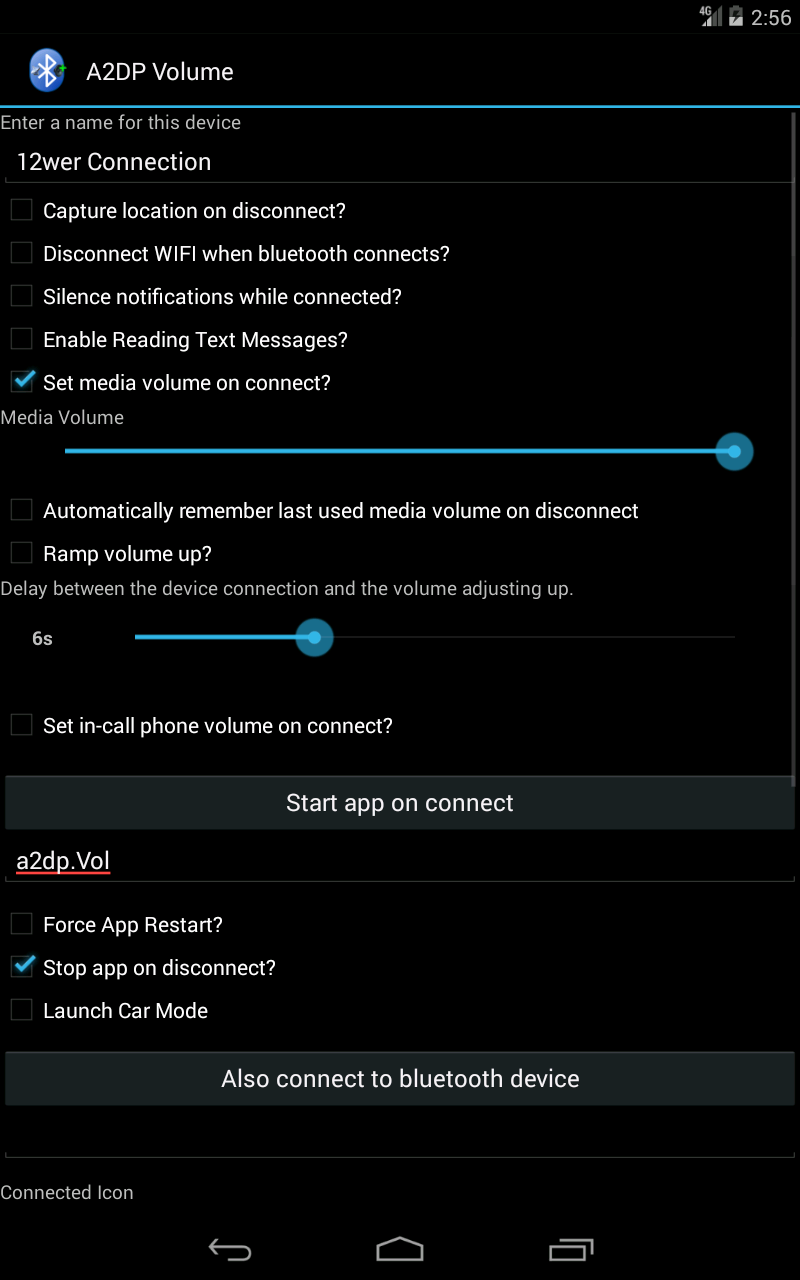 4G 2:56
A2DP Volume
Enter a name for this device
12wer Connection
Capture location on disconnect?
Disconnect WIFI when bluetooth connects?
Silence notifications while connected?
Enable Reading Text Messages?
Set media volume on connect?
Media Volume
Automatically remember last used media volume on disconnect
Ramp volume up?
Delay between the device connection and the volume adjusting up.
6s
Set in-call phone volume on connect?
Start app on connect
a2dp.Vol
Force App Restart?
Stop app on disconnect?
Launch Car Mode
Also connect to bluetooth device
Connected Icon